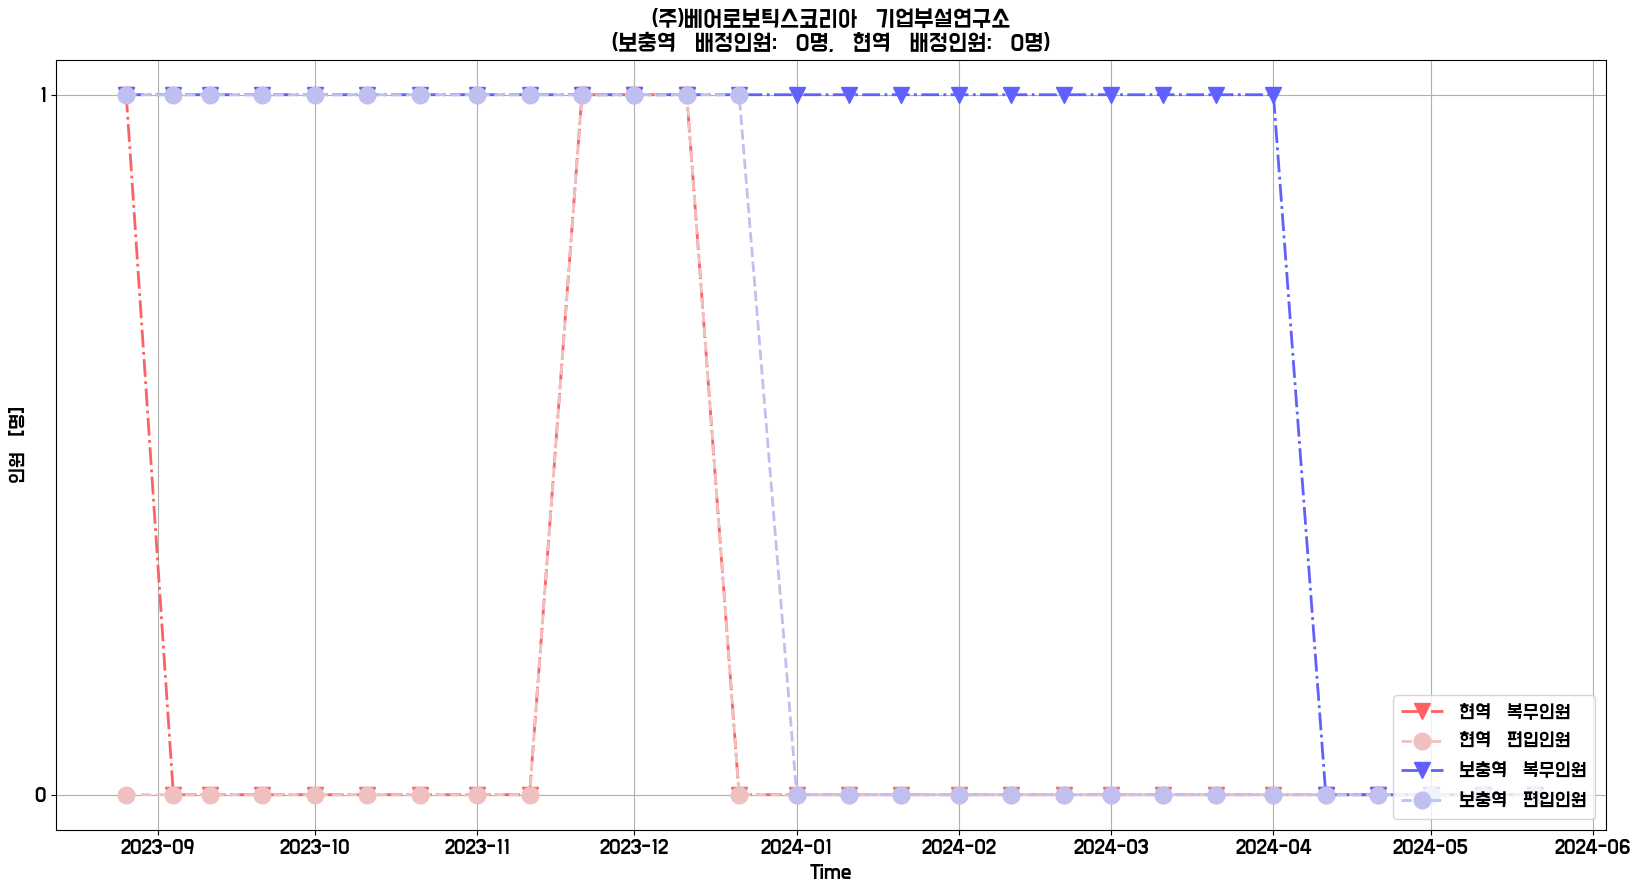 (주)베어로보틱스코리아 기업부설연구소
(보충역 배정인원: 0명, 현역 배정인원: 0명)
1
인원 [명]
0
현역 복무인원
현역 편입인원
보충역 복무인원
보충역 편입인원
2023-09 2023-10 2023-11 2023-12 2024-01 2024-02 2024-03 2024-04 2024-05 2024-06
Time